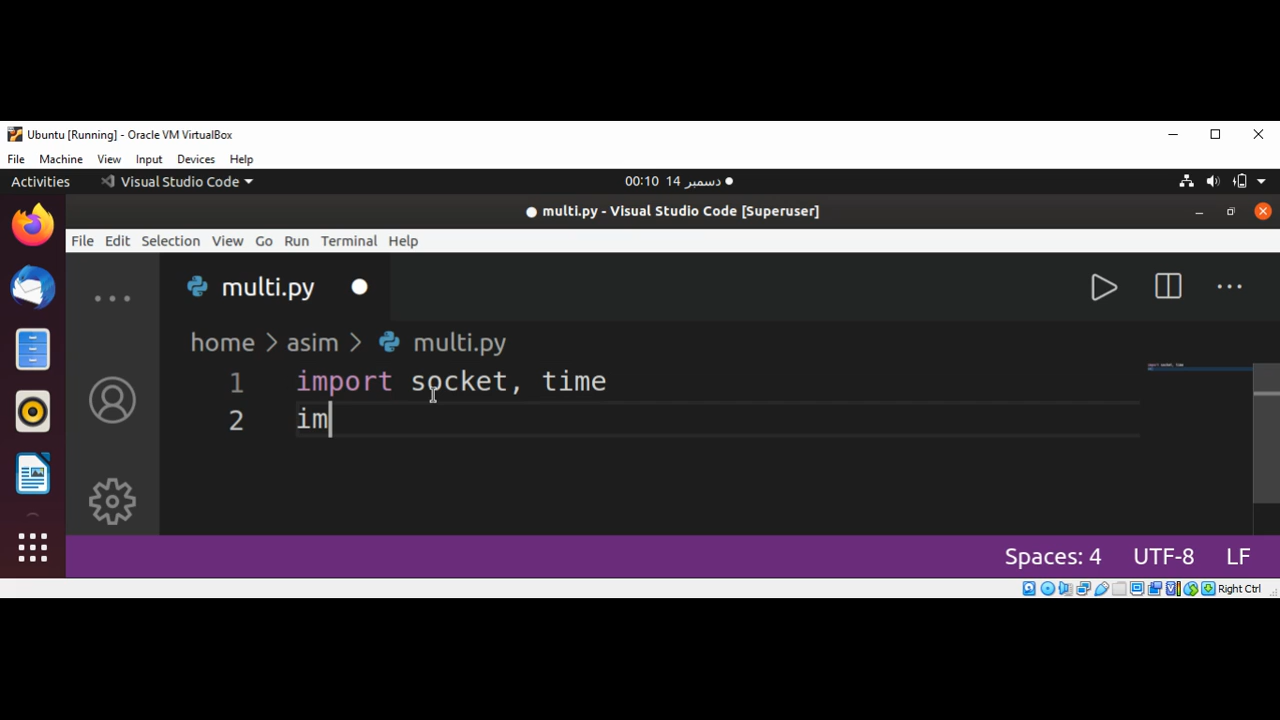 Ubuntu [Running] - Oracle VM VirtualBox
File Machine View Input Devices Help
Activities Visual Studio Code 00:10 14 دسمبر
● multi.py - Visual Studio Code [Superuser]
File Edit Selection View Go Run Terminal Help
multi.py
home > asim > multi.py
1 import socket, time
2 im
Spaces: 4 UTF-8 LF
Right Ctrl